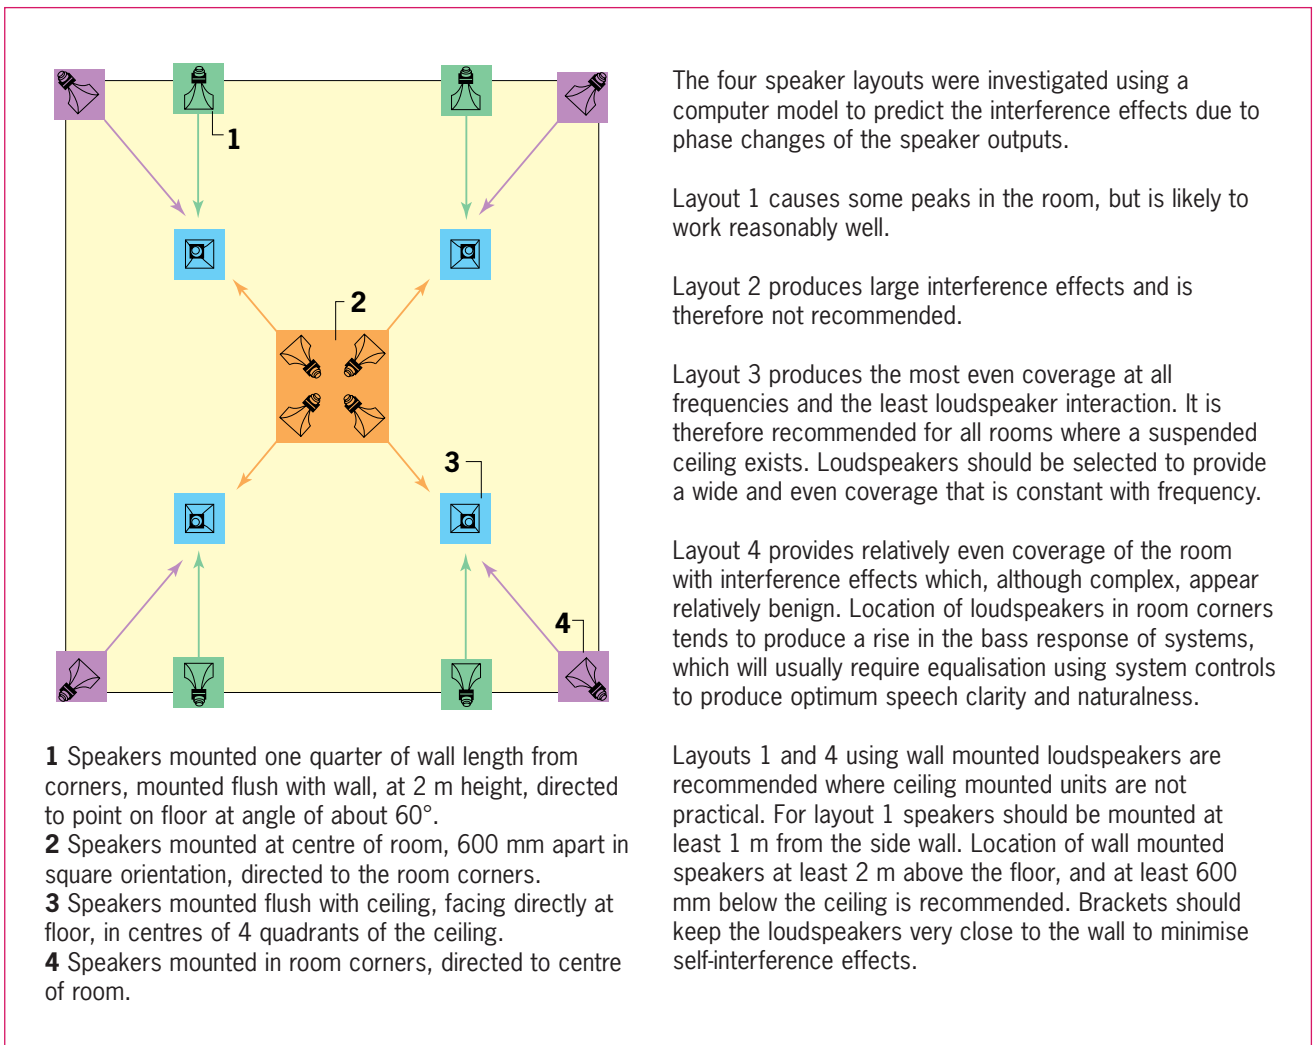 1
2
3
4
1 Speakers mounted one quarter of wall length from
corners, mounted flush with wall, at 2 m height, directed
to point on floor at angle of about 60°.
2 Speakers mounted at centre of room, 600 mm apart in
square orientation, directed to the room corners.
3 Speakers mounted flush with ceiling, facing directly at
floor, in centres of 4 quadrants of the ceiling.
4 Speakers mounted in room corners, directed to centre
of room.
The four speaker layouts were investigated using a
computer model to predict the interference effects due to
phase changes of the speaker outputs.
Layout 1 causes some peaks in the room, but is likely to
work reasonably well.
Layout 2 produces large interference effects and is
therefore not recommended.
Layout 3 produces the most even coverage at all
frequencies and the least loudspeaker interaction. It is
therefore recommended for all rooms where a suspended
ceiling exists. Loudspeakers should be selected to provide
a wide and even coverage that is constant with frequency.
Layout 4 provides relatively even coverage of the room
with interference effects which, although complex, appear
relatively benign. Location of loudspeakers in room corners
tends to produce a rise in the bass response of systems,
which will usually require equalisation using system controls
to produce optimum speech clarity and naturalness.
Layouts 1 and 4 using wall mounted loudspeakers are
recommended where ceiling mounted units are not
practical. For layout 1 speakers should be mounted at
least 1 m from the side wall. Location of wall mounted
speakers at least 2 m above the floor, and at least 600
mm below the ceiling is recommended. Brackets should
keep the loudspeakers very close to the wall to minimise
self-interference effects.